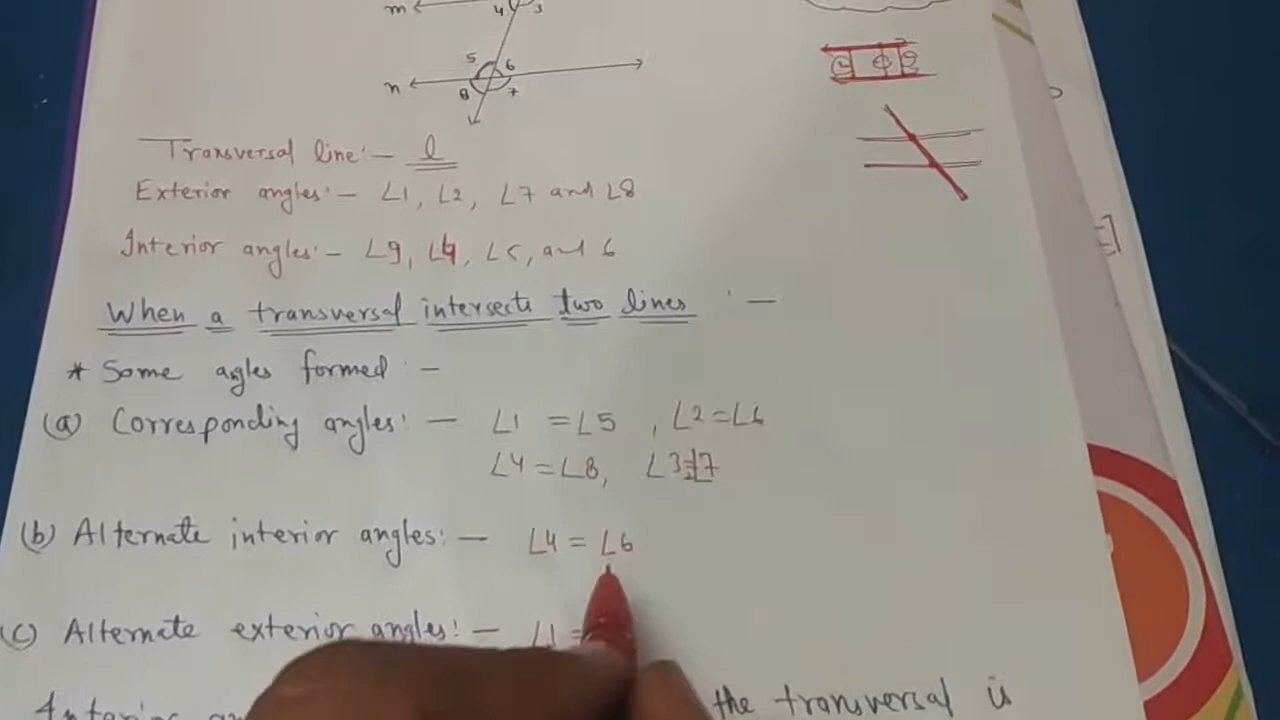 m 4 3
5 6
n 8 7
Transversal line:- l
Exterior angles:- ∠1, ∠2, ∠7 and ∠8
Interior angles:- ∠9, ∠4, ∠5, and 6
When a transversal intersects two lines :-
* Some agles formed :-
(a) Corresponding angles:- ∠1 = ∠5, ∠2 = ∠6
∠4 = ∠8, ∠3 = ∠7
(b) Alternate interior angles:- ∠4 = ∠6
(c) Alternate exterior angles:- ∠1 =
the transversal is